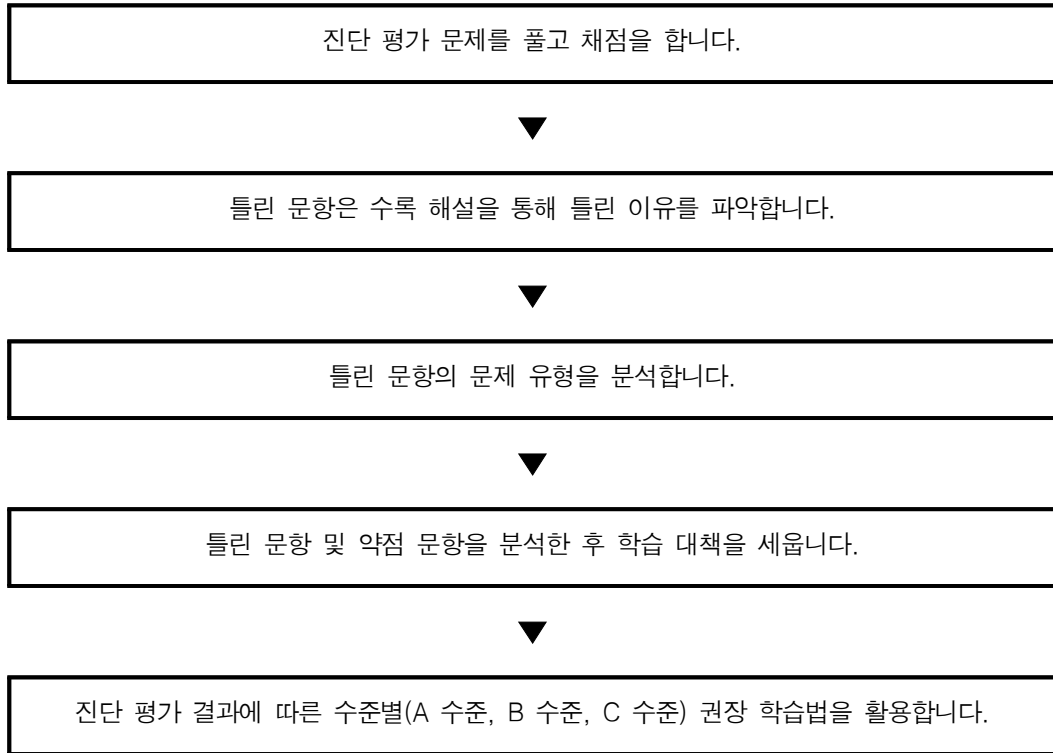 진단 평가 문제를 풀고 채점을 합니다.
틀린 문항은 수록 해설을 통해 틀린 이유를 파악합니다.
틀린 문항의 문제 유형을 분석합니다.
틀린 문항 및 약점 문항을 분석한 후 학습 대책을 세웁니다.
진단 평가 결과에 따른 수준별(A 수준, B 수준, C 수준) 권장 학습법을 활용합니다.